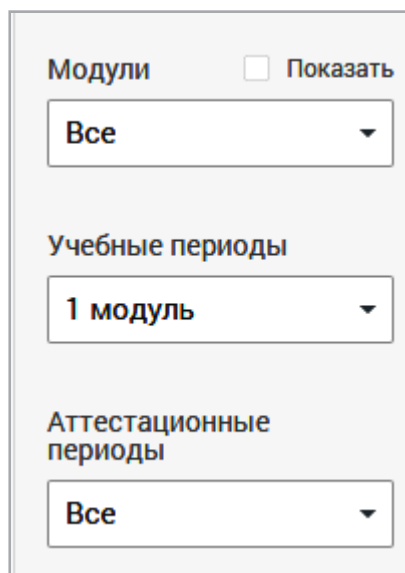 Модули Показать
Все
Учебные периоды
1 модуль
Аттестационные
периоды
Все